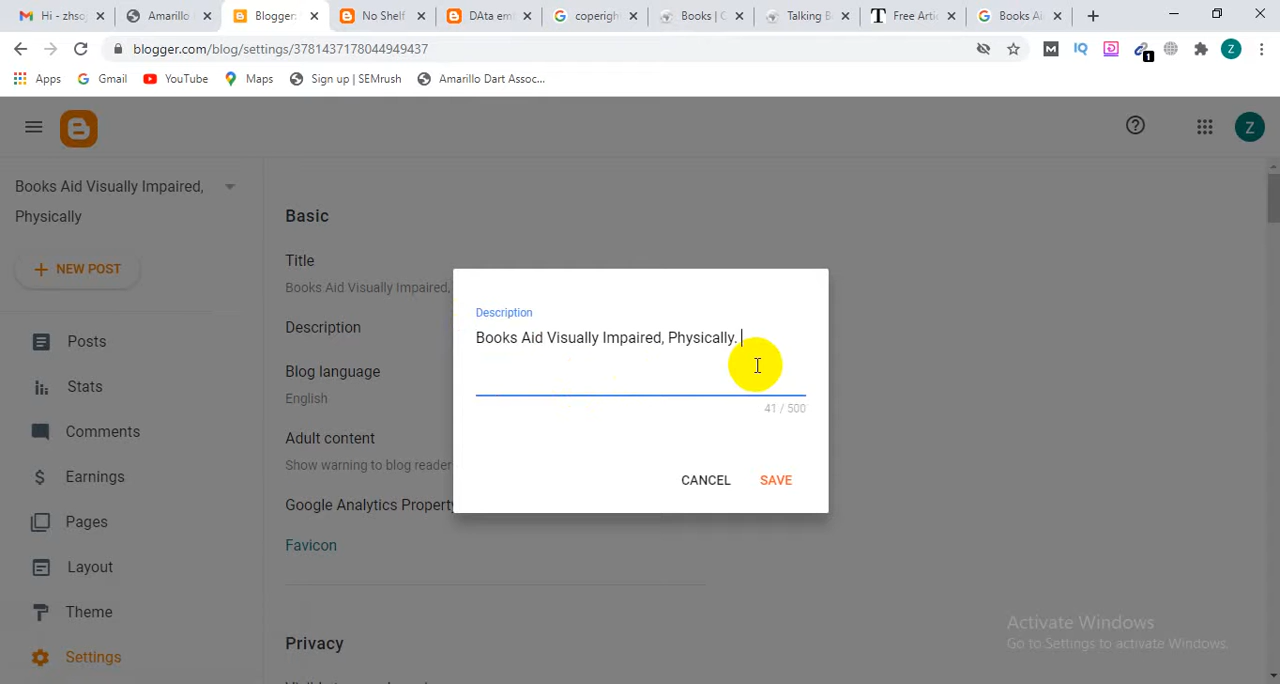 Hi - zhsoj
Amarillo
Blogger:
No Shelf
DAta em
coperigh
Books | C
Talking B
Free Arti
Books Ai
blogger.com/blog/settings/3781437178044949437
M IQ 1 Z
Apps Gmail YouTube Maps Sign up | SEMrush Amarillo Dart Assoc...
Z
Books Aid Visually Impaired,
Physically
NEW POST
Posts
Stats
Comments
Earnings
Pages
Layout
Theme
Settings
Basic
Title
Books Aid Visually Impaired,
Description
Blog language
English
Adult content
Show warning to blog reader
Google Analytics Property
Favicon
Privacy
Description
Books Aid Visually Impaired, Physically.
41 / 500
CANCEL SAVE
Activate Windows
Go to Settings to activate Windows.